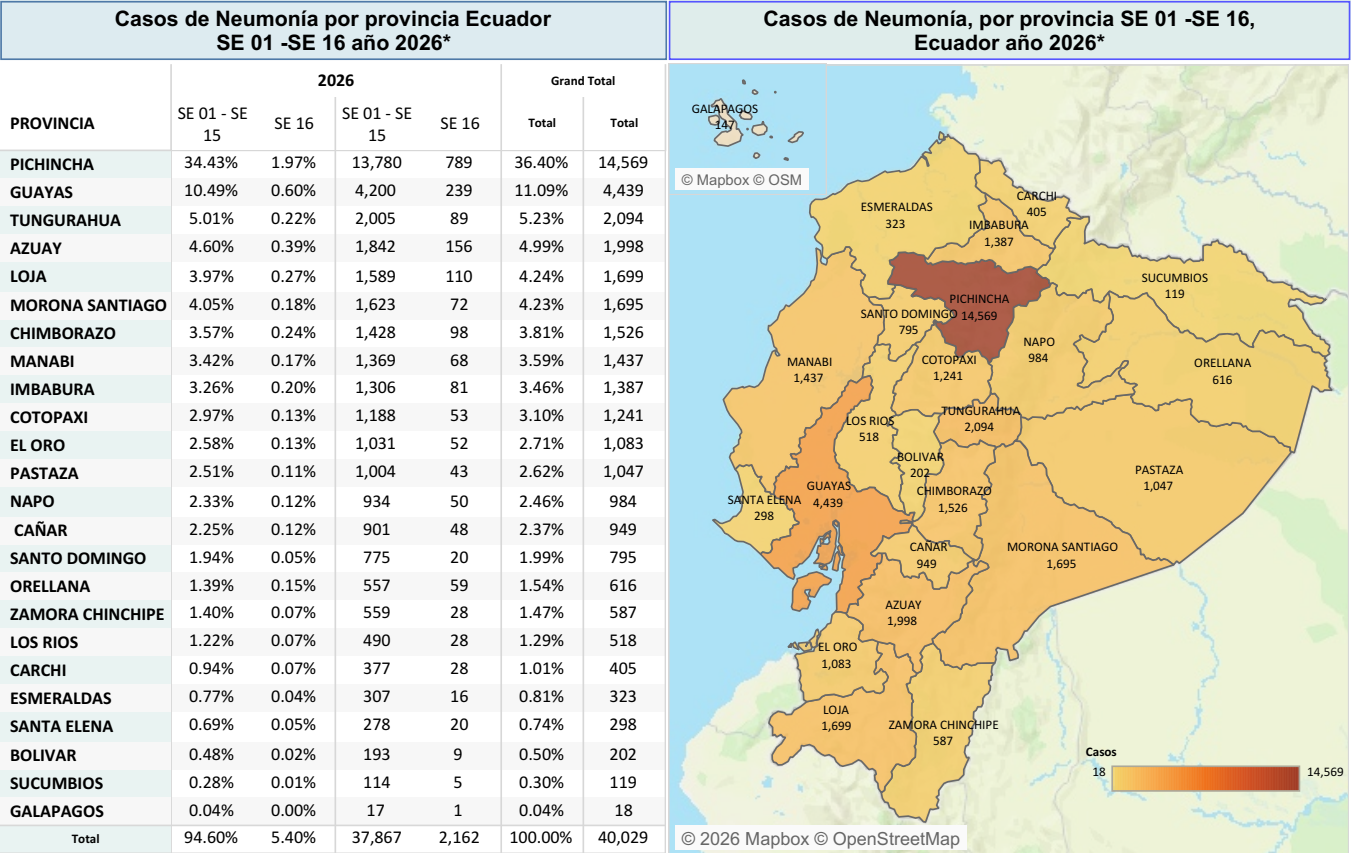 Casos de Neumonía por provincia Ecuador
SE 01 -SE 16 año 2026*
2026
Grand Total
PROVINCIA
SE 01 - SE 15
SE 16
SE 01 - SE 15
SE 16
Total
Total
PICHINCHA 34.43% 1.97% 13,780 789 36.40% 14,569
GUAYAS 10.49% 0.60% 4,200 239 11.09% 4,439
TUNGURAHUA 5.01% 0.22% 2,005 89 5.23% 2,094
AZUAY 4.60% 0.39% 1,842 156 4.99% 1,998
LOJA 3.97% 0.27% 1,589 110 4.24% 1,699
MORONA SANTIAGO 4.05% 0.18% 1,623 72 4.23% 1,695
CHIMBORAZO 3.57% 0.24% 1,428 98 3.81% 1,526
MANABI 3.42% 0.17% 1,369 68 3.59% 1,437
IMBABURA 3.26% 0.20% 1,306 81 3.46% 1,387
COTOPAXI 2.97% 0.13% 1,188 53 3.10% 1,241
EL ORO 2.58% 0.13% 1,031 52 2.71% 1,083
PASTAZA 2.51% 0.11% 1,004 43 2.62% 1,047
NAPO 2.33% 0.12% 934 50 2.46% 984
CAÑAR 2.25% 0.12% 901 48 2.37% 949
SANTO DOMINGO 1.94% 0.05% 775 20 1.99% 795
ORELLANA 1.39% 0.15% 557 59 1.54% 616
ZAMORA CHINCHIPE 1.40% 0.07% 559 28 1.47% 587
LOS RIOS 1.22% 0.07% 490 28 1.29% 518
CARCHI 0.94% 0.07% 377 28 1.01% 405
ESMERALDAS 0.77% 0.04% 307 16 0.81% 323
SANTA ELENA 0.69% 0.05% 278 20 0.74% 298
BOLIVAR 0.48% 0.02% 193 9 0.50% 202
SUCUMBIOS 0.28% 0.01% 114 5 0.30% 119
GALAPAGOS 0.04% 0.00% 17 1 0.04% 18
Total 94.60% 5.40% 37,867 2,162 100.00% 40,029
Casos de Neumonía, por provincia SE 01 -SE 16,
Ecuador año 2026*
GALAPAGOS
147
© Mapbox © OSM
CARCHI
405
ESMERALDAS
323
IMBABURA
1,387
SUCUMBIOS
119
PICHINCHA
14,569
SANTO DOMINGO
795
NAPO
984
COTOPAXI
1,241
MANABI
1,437
ORELLANA
616
TUNGURAHUA
2,094
LOS RIOS
518
BOLIVAR
202
PASTAZA
1,047
GUAYAS
4,439
CHIMBORAZO
1,526
SANTA ELENA
298
CAÑAR
949
MORONA SANTIAGO
1,695
AZUAY
1,998
EL ORO
1,083
LOJA
1,699
ZAMORA CHINCHIPE
587
Casos
18
14,569
© 2026 Mapbox © OpenStreetMap